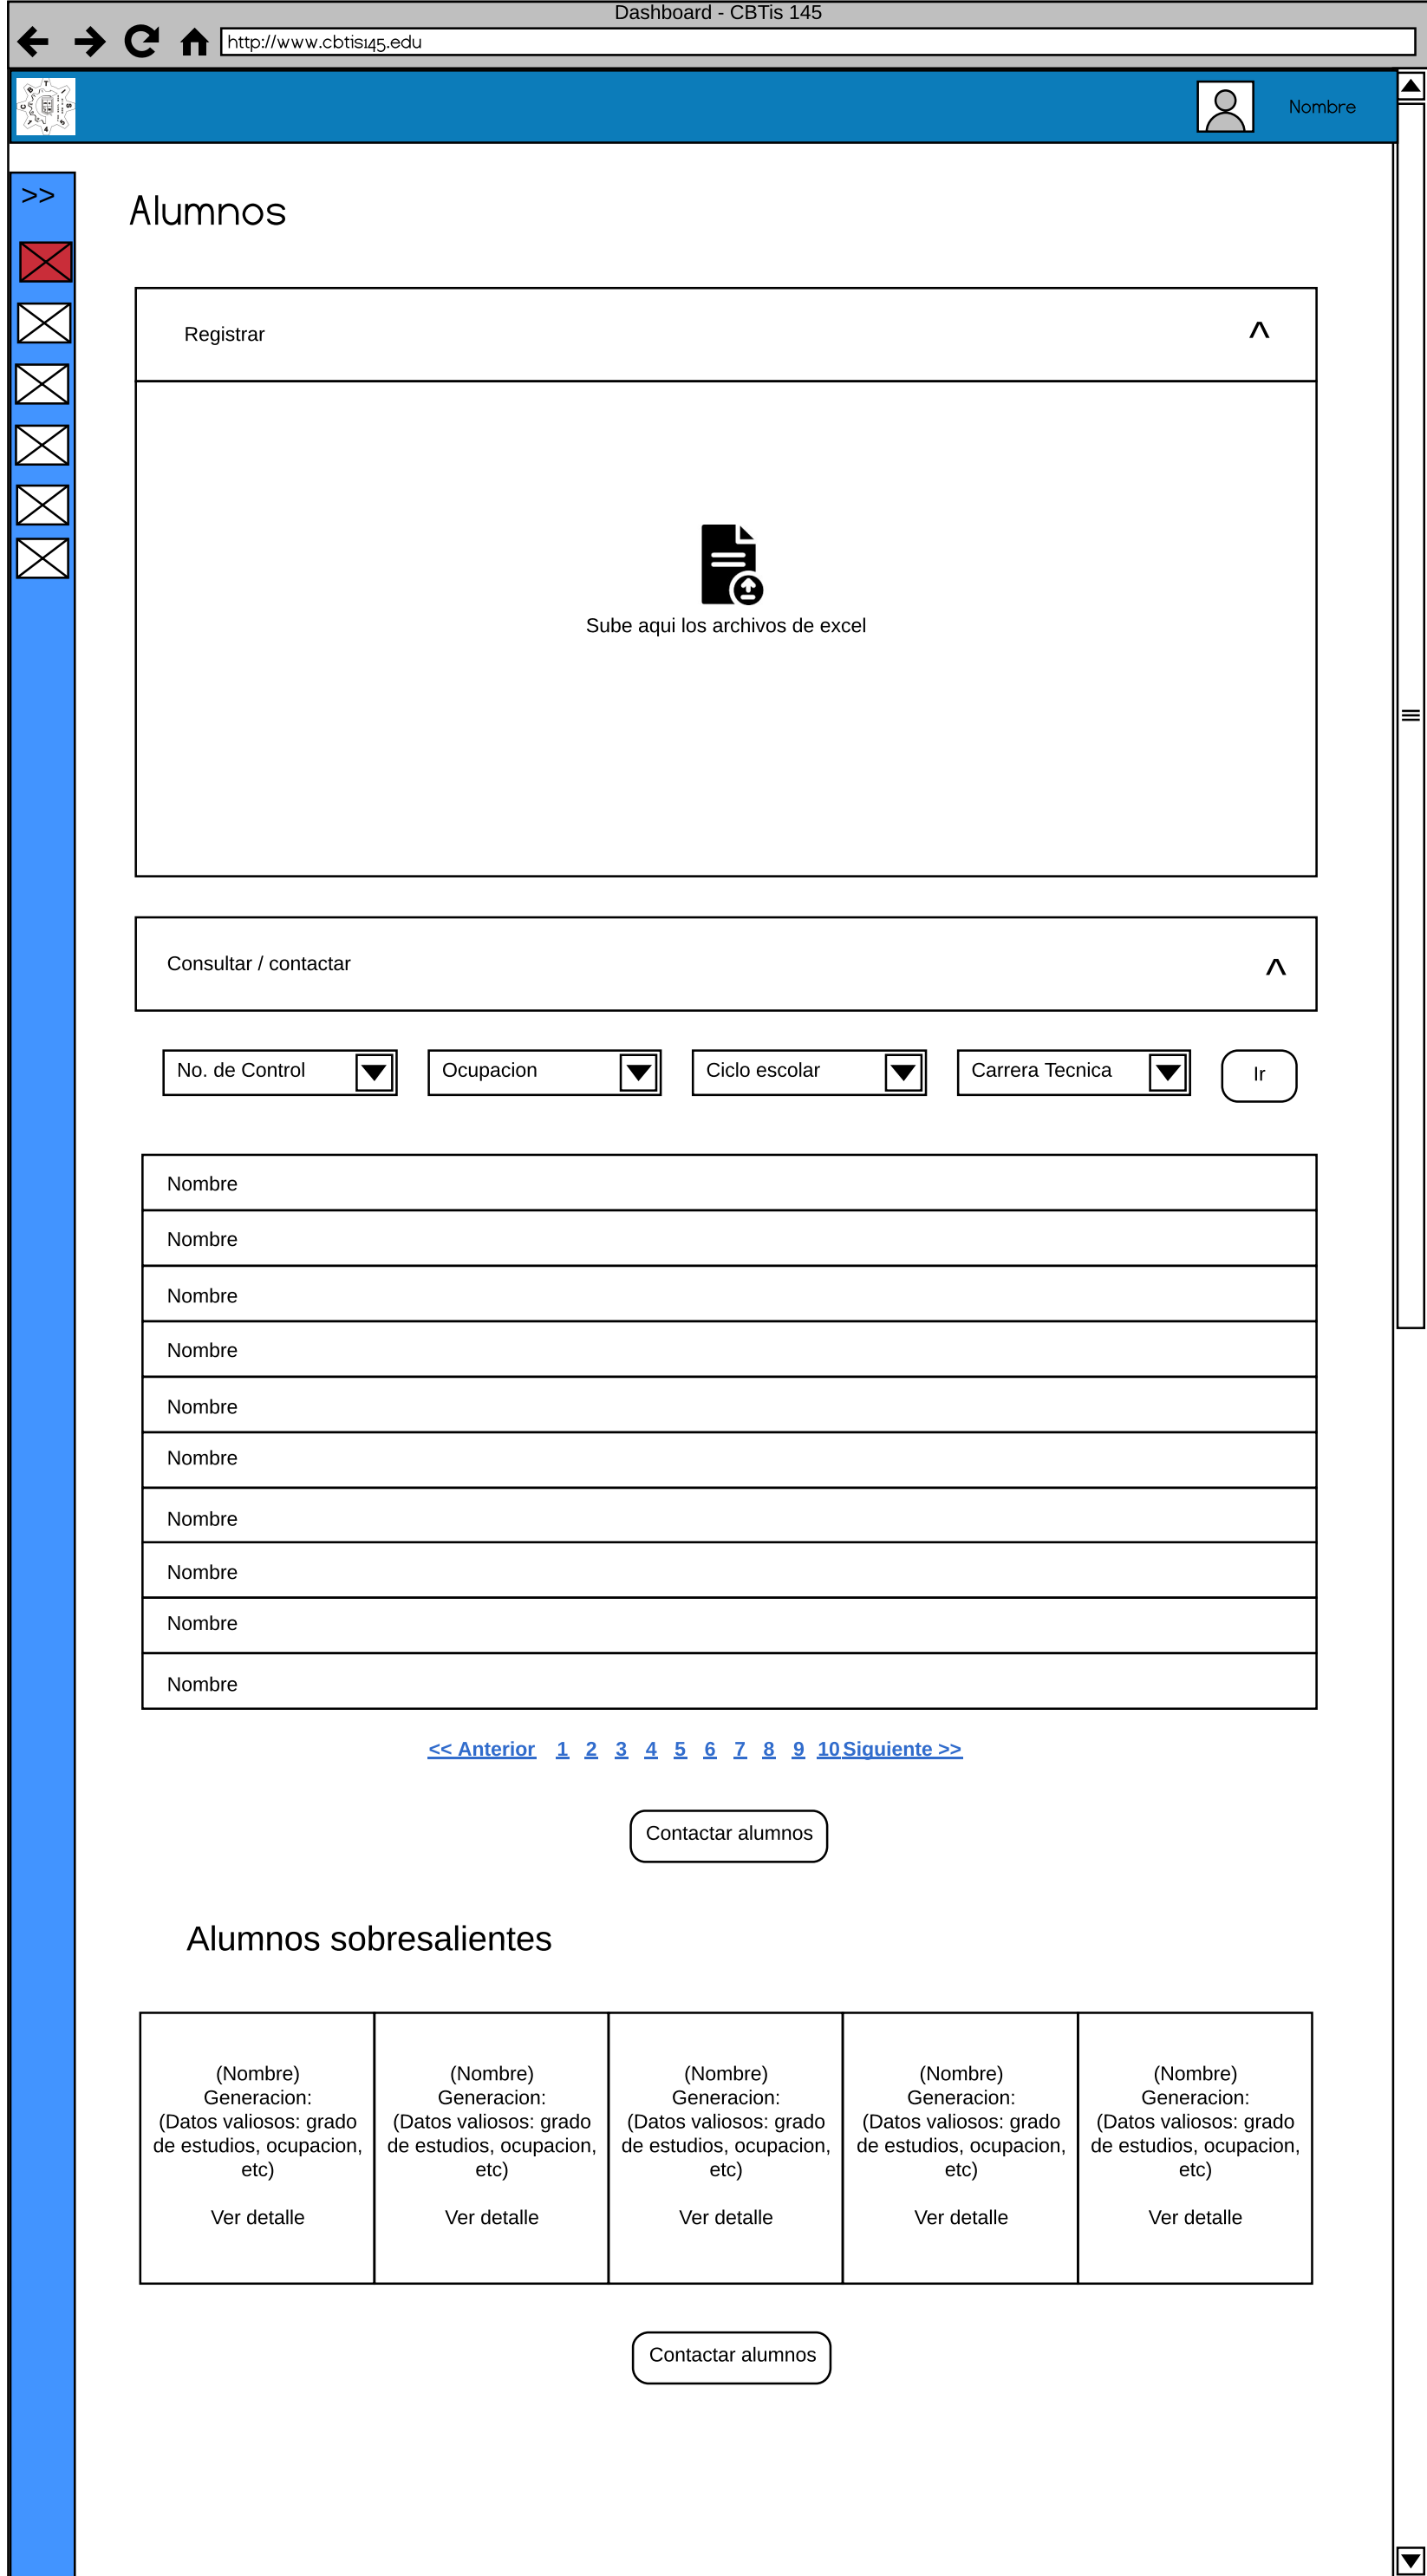 Dashboard - CBTis 145
http://www.cbtis145.edu
CBTIS 145
Nombre
>>
Alumnos
Registrar ^
Sube aqui los archivos de excel
Consultar / contactar ^
No. de Control Ocupacion Ciclo escolar Carrera Tecnica Ir
Nombre
Nombre
Nombre
Nombre
Nombre
Nombre
Nombre
Nombre
Nombre
Nombre
<< Anterior 1 2 3 4 5 6 7 8 9 10 Siguiente >>
Contactar alumnos
Alumnos sobresalientes
(Nombre)
Generacion:
(Datos valiosos: grado
de estudios, ocupacion,
etc)
Ver detalle
(Nombre)
Generacion:
(Datos valiosos: grado
de estudios, ocupacion,
etc)
Ver detalle
(Nombre)
Generacion:
(Datos valiosos: grado
de estudios, ocupacion,
etc)
Ver detalle
(Nombre)
Generacion:
(Datos valiosos: grado
de estudios, ocupacion,
etc)
Ver detalle
(Nombre)
Generacion:
(Datos valiosos: grado
de estudios, ocupacion,
etc)
Ver detalle
Contactar alumnos